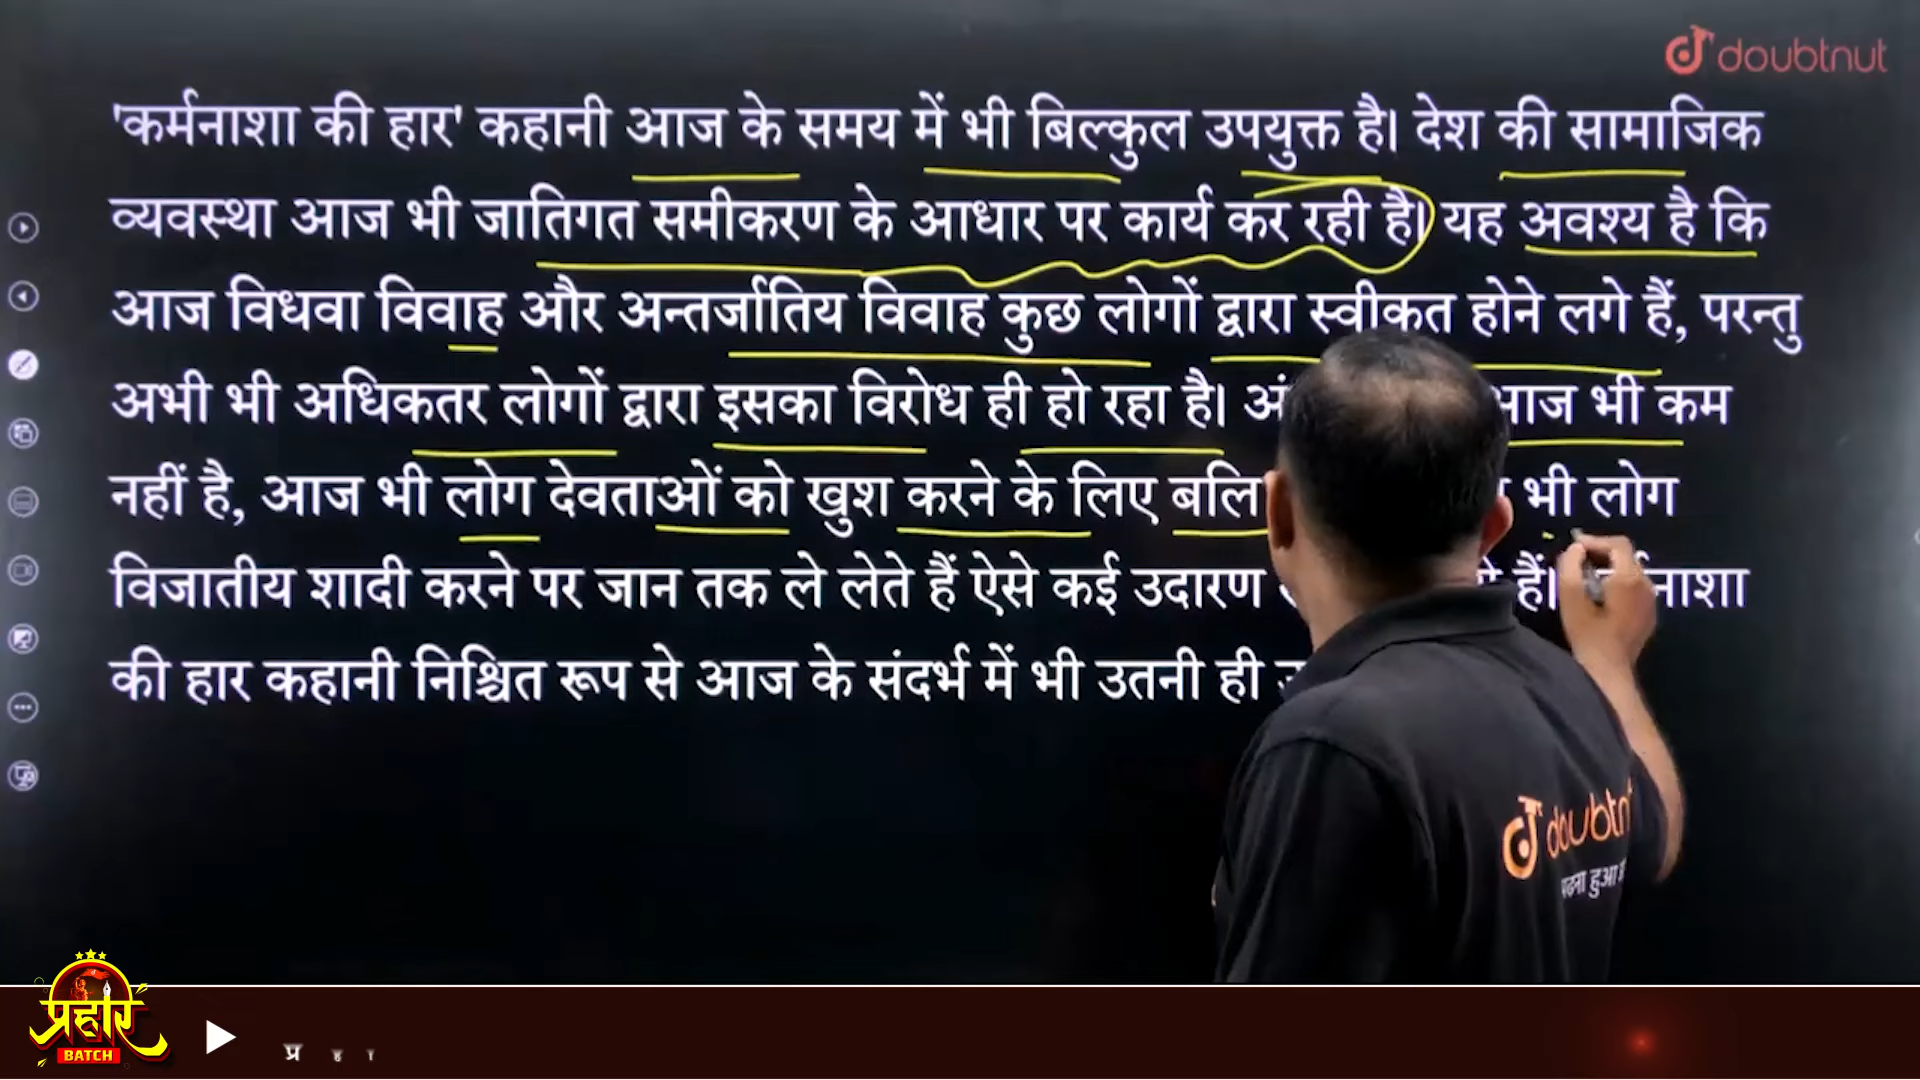 doubtnut
'कर्मनाशा की हार' कहानी आज के समय में भी बिल्कुल उपयुक्त है। देश की सामाजिक
व्यवस्था आज भी जातिगत समीकरण के आधार पर कार्य कर रही है। यह अवश्य है कि
आज विधवा विवाह और अन्तर्जातिय विवाह कुछ लोगों द्वारा स्वीकृत होने लगे हैं, परन्तु
अभी भी अधिकतर लोगों द्वारा इसका विरोध ही हो रहा है। आज भी कम
नहीं है, आज भी लोग देवताओं को खुश करने के लिए बलि भी लोग
विजातीय शादी करने पर जान तक ले लेते हैं ऐसे कई उदारण हैं।
की हार कहानी निश्चित रूप से आज के संदर्भ में भी उतनी ही
पढना हुआ
प्रहार
BATCH
प्र ह ा